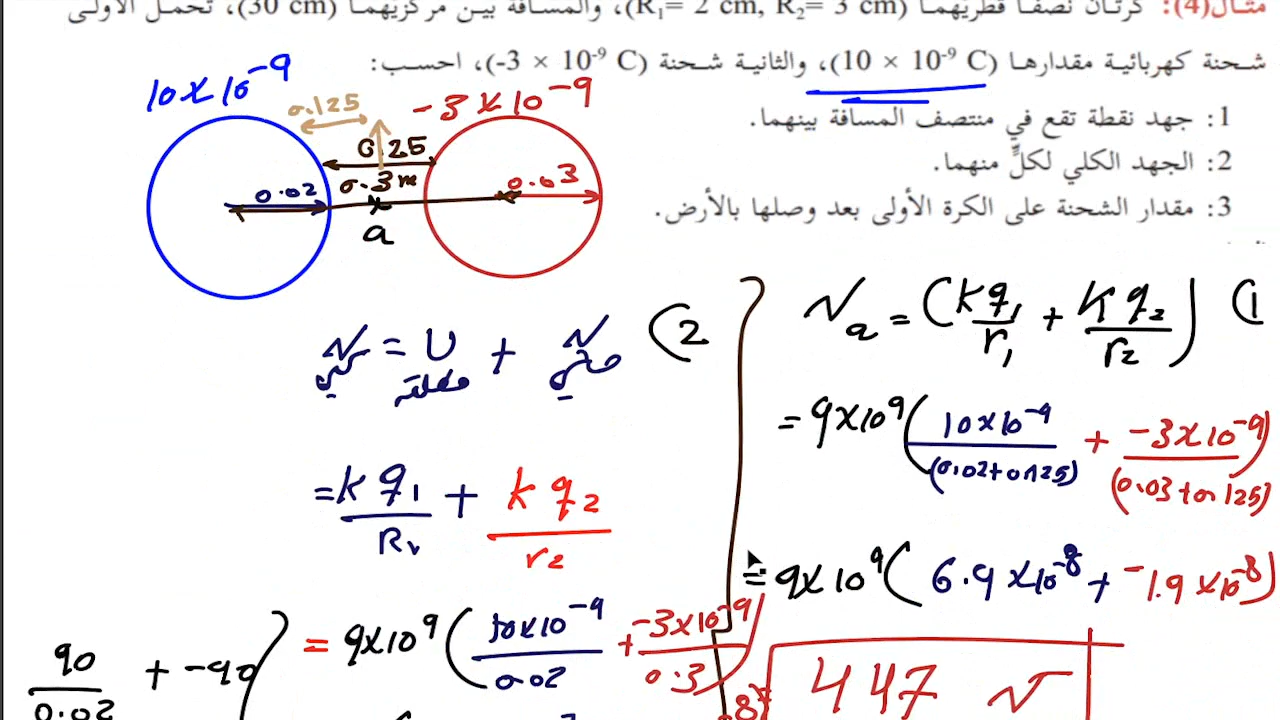 مثال(4): كرتان نصفا قطريهما (R₁= 2 cm, R₂= 3 cm)، والمسافة بين مركزيهما (30 cm)، تحمل الأولى
شحنة كهربائية مقدارها (10 × 10⁻⁹ C)، والثانية شحنة (-3 × 10⁻⁹ C)، احسب:
1: جهد نقطة تقع في منتصف المسافة بينهما.
2: الجهد الكلي لكلٍّ منهما.
3: مقدار الشحنة على الكرة الأولى بعد وصلها بالأرض.
10×10⁻⁹
0.125
-3×10⁻⁹
0.25
0.02
0.3m
0.03
a
(1
Vₐ = (kq₁/r₁ + kq₂/r₂)
= 9×10⁹ (10×10⁻⁹/(0.02+0.125) + -3×10⁻⁹/(0.03+0.125))
= 9×10⁹ (6.9×10⁻⁸ + -1.9×10⁻⁸)
447 V
(2
V كلي = V مطلق + V حثي
= kq₁/R₁ + kq₂/r₂
= 9×10⁹ (10×10⁻⁹/0.02 + -3×10⁻⁹/0.3)
90/0.02 + -90